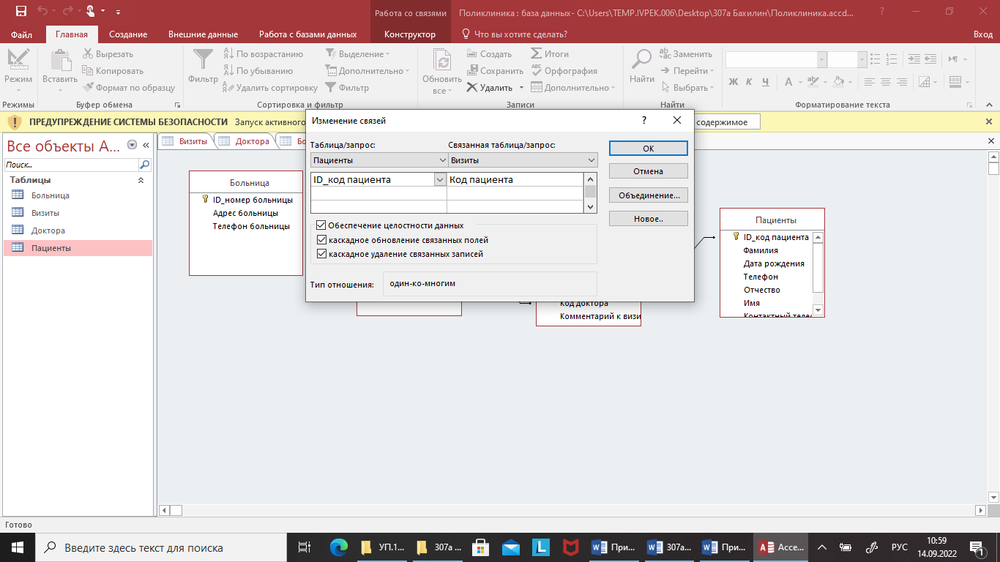 Работа со связями
Поликлиника : база данных- C:\Users\TEMP.IVPEK.006\Desktop\307а Бахилин\Поликлиника.accd...
Файл Главная Создание Внешние данные Работа с базами данных Конструктор Что вы хотите сделать? Вход
Режим
Режимы
Вставить
Вырезать
Копировать
Формат по образцу
Буфер обмена
Фильтр
По возрастанию
По убыванию
Удалить сортировку
Выделение
Дополнительно
Фильтр
Сортировка и фильтр
Обновить
все
Создать
Сохранить
Удалить
Итоги
Орфография
Дополнительно
Записи
Найти
Заменить
Перейти
Выбрать
Найти
Ж К Ч А
Форматирование текста
ПРЕДУПРЕЖДЕНИЕ СИСТЕМЫ БЕЗОПАСНОСТИ Запуск активного
содержимое
Все объекты A...
Поиск...
Таблицы
Больница
Визиты
Доктора
Пациенты
Визиты
Доктора
Бо
Больница
ID_номер больницы
Адрес больницы
Телефон больницы
Изменение связей
?
Таблица/запрос: Связанная таблица/запрос:
Пациенты Визиты
ID_код пациента Код пациента
ОК
Отмена
Объединение...
Новое..
Обеспечение целостности данных
каскадное обновление связанных полей
каскадное удаление связанных записей
Тип отношения: один-ко-многим
Код доктора
Комментарий к визи
Пациенты
ID_код пациента
Фамилия
Дата рождения
Телефон
Отчество
Имя
Контактный теле
Готово
Введите здесь текст для поиска
УП.1...
307а ...
L
При...
307а...
При...
Acce...
РУС
10:59
14.09.2022
1